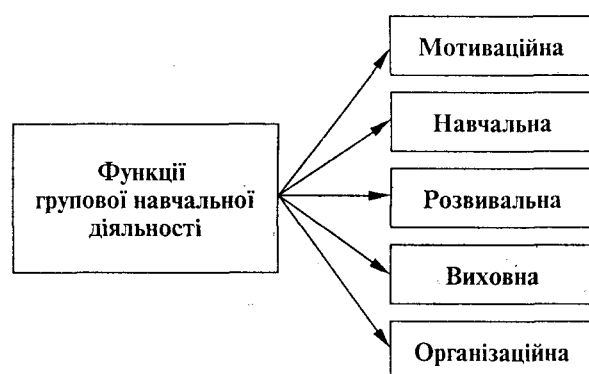 Функції
групової навчальної
діяльності
Мотиваційна
Навчальна
Розвивальна
Виховна
Організаційна